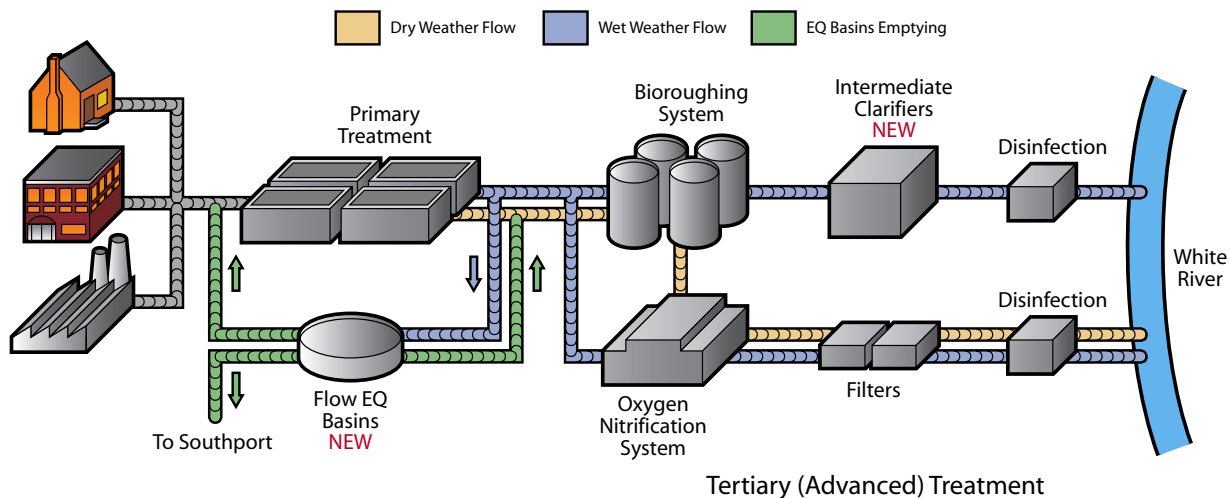 Dry Weather Flow
Wet Weather Flow
EQ Basins Emptying
Primary
Treatment
Bioroughing
System
Intermediate
Clarifiers
NEW
Disinfection
White
River
Disinfection
Flow EQ
Basins
NEW
To Southport
Oxygen
Nitrification
System
Filters
Tertiary (Advanced) Treatment